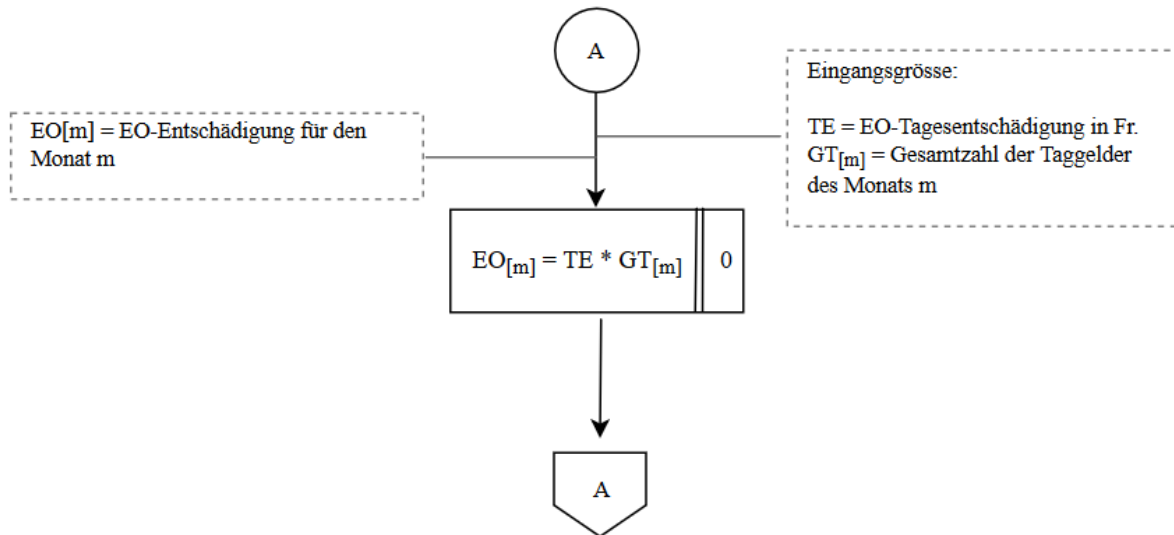 A
EO[m] = EO-Entschädigung für den
Monat m
Eingangsgrösse:
TE = EO-Tagesentschädigung in Fr.
GT[m] = Gesamtzahl der Taggelder
des Monats m
EO[m] = TE * GT[m] 0
A